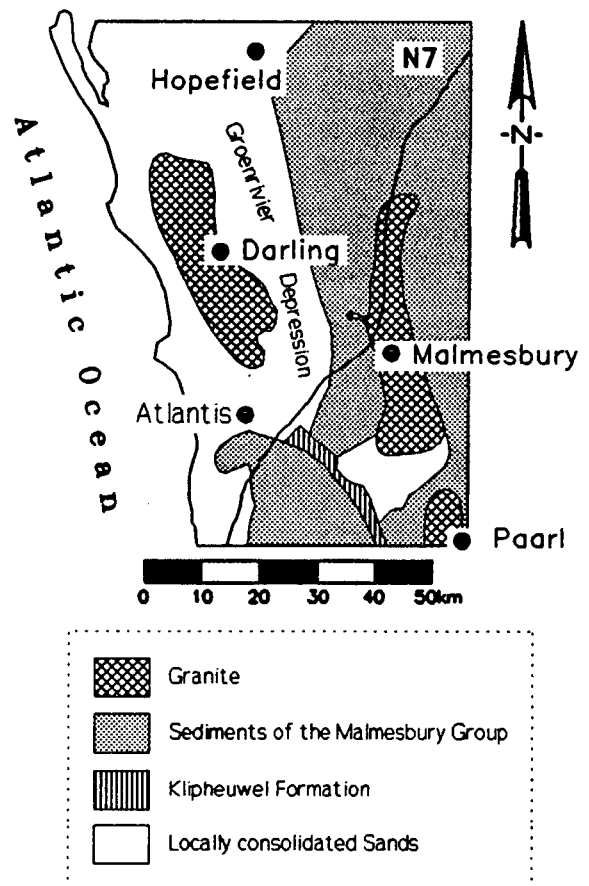 N7
Hopefield
-N-
Atlantic Ocean
Groenrivier
Depression
Darling
Malmesbury
Atlantis
Paarl
0 10 20 30 40 50km
Granite
Sediments of the Malmesbury Group
Klipheuwel Formation
Locally consolidated Sands